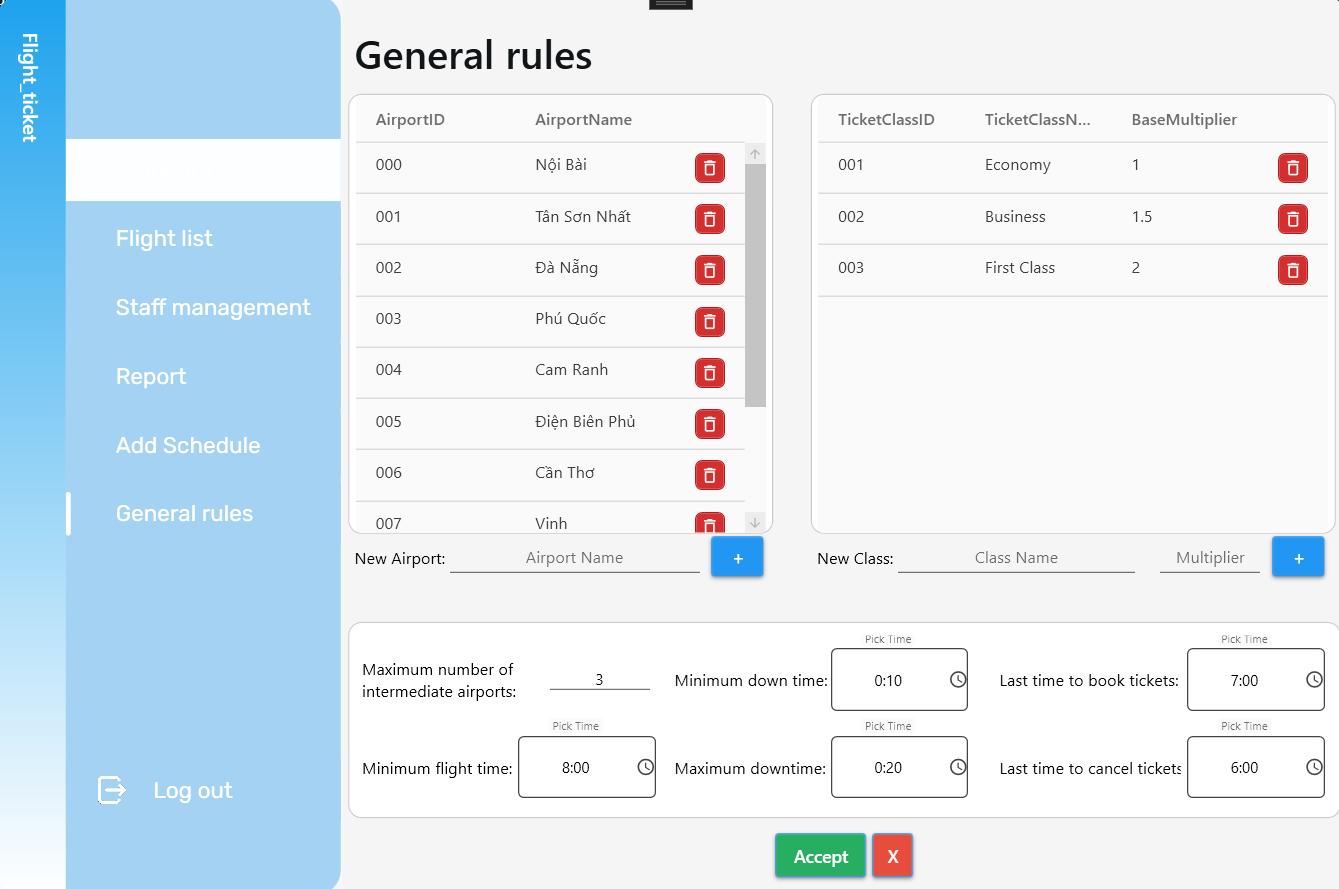 Flight_ticket
Flight list
Staff management
Report
Add Schedule
General rules
Log out
General rules
AirportID AirportName
000 Nội Bài
001 Tân Sơn Nhất
002 Đà Nẵng
003 Phú Quốc
004 Cam Ranh
005 Điện Biên Phủ
006 Cần Thơ
007 Vinh
New Airport: Airport Name +
TicketClassID TicketClassN... BaseMultiplier
001 Economy 1
002 Business 1.5
003 First Class 2
New Class: Class Name Multiplier +
Maximum number of
intermediate airports:
3
Minimum down time:
Pick Time
0:10
Last time to book tickets:
Pick Time
7:00
Minimum flight time:
Pick Time
8:00
Maximum downtime:
Pick Time
0:20
Last time to cancel tickets
Pick Time
6:00
Accept X